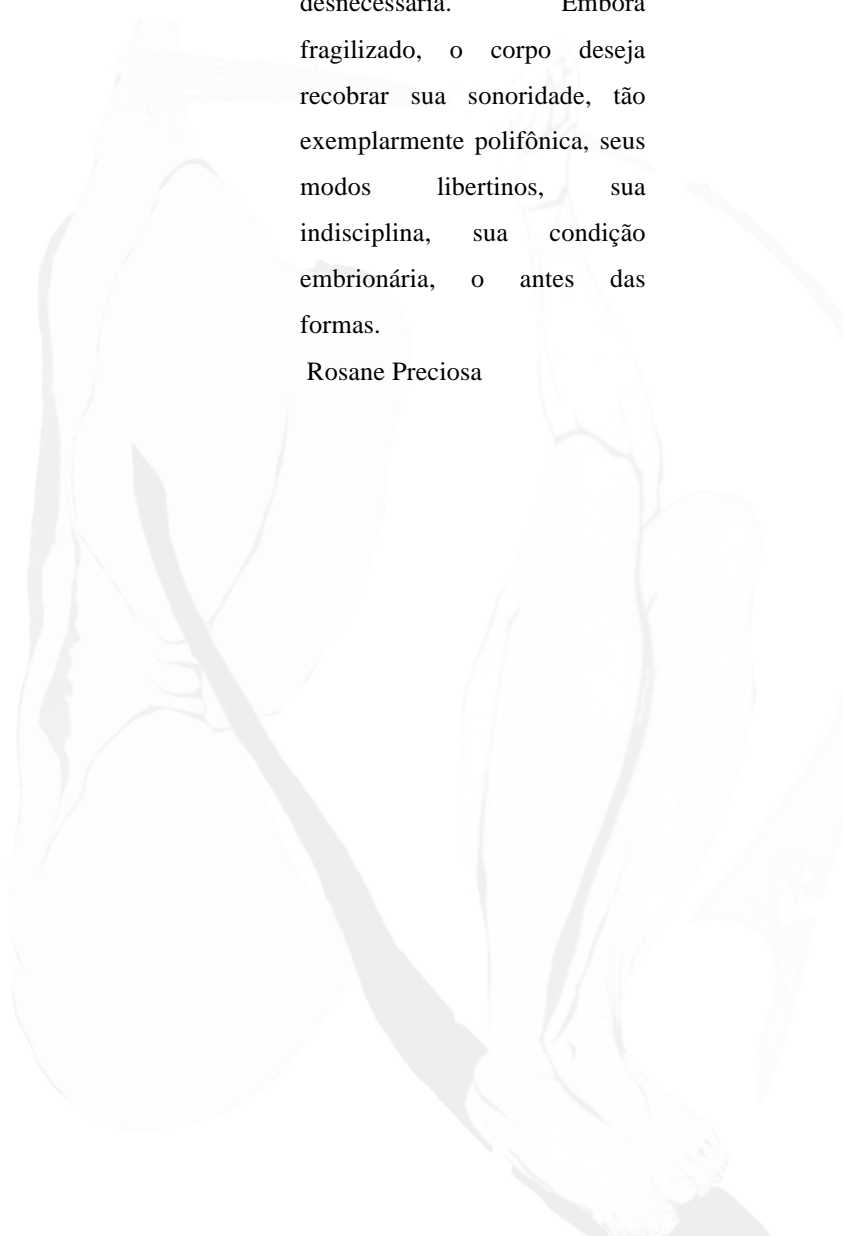 desnecessária. Embora
fragilizado, o corpo deseja
recobrar sua sonoridade, tão
exemplarmente polifônica, seus
modos libertinos, sua
indisciplina, sua condição
embrionária, o antes das
formas.
Rosane Preciosa